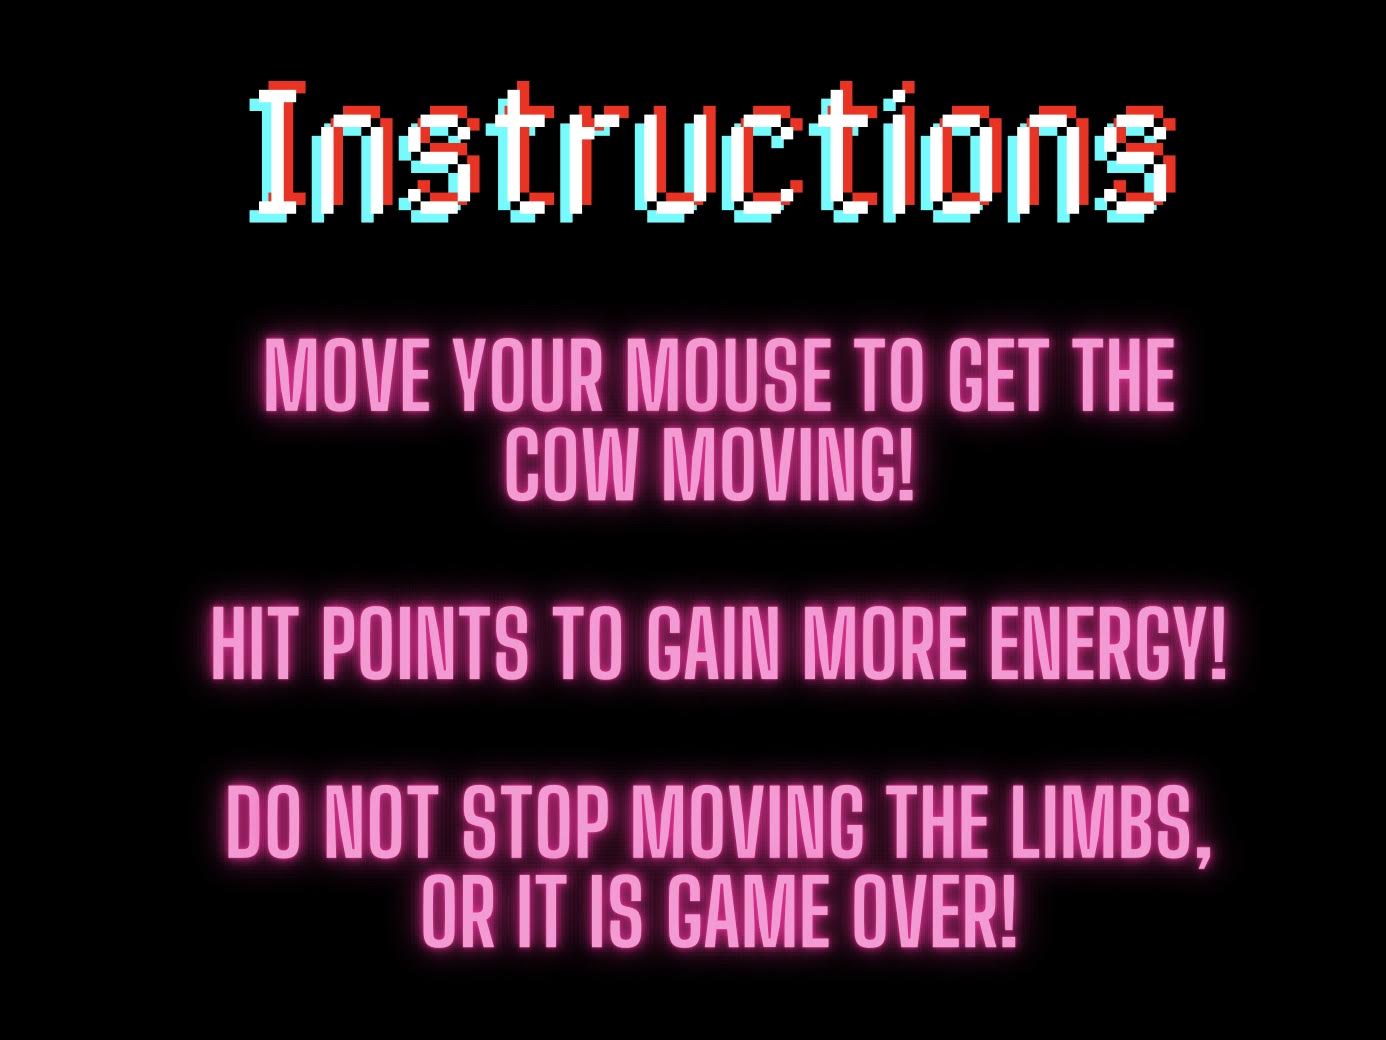 Instructions
MOVE YOUR MOUSE TO GET THE
COW MOVING!
HIT POINTS TO GAIN MORE ENERGY!
DO NOT STOP MOVING THE LIMBS,
OR IT IS GAME OVER!